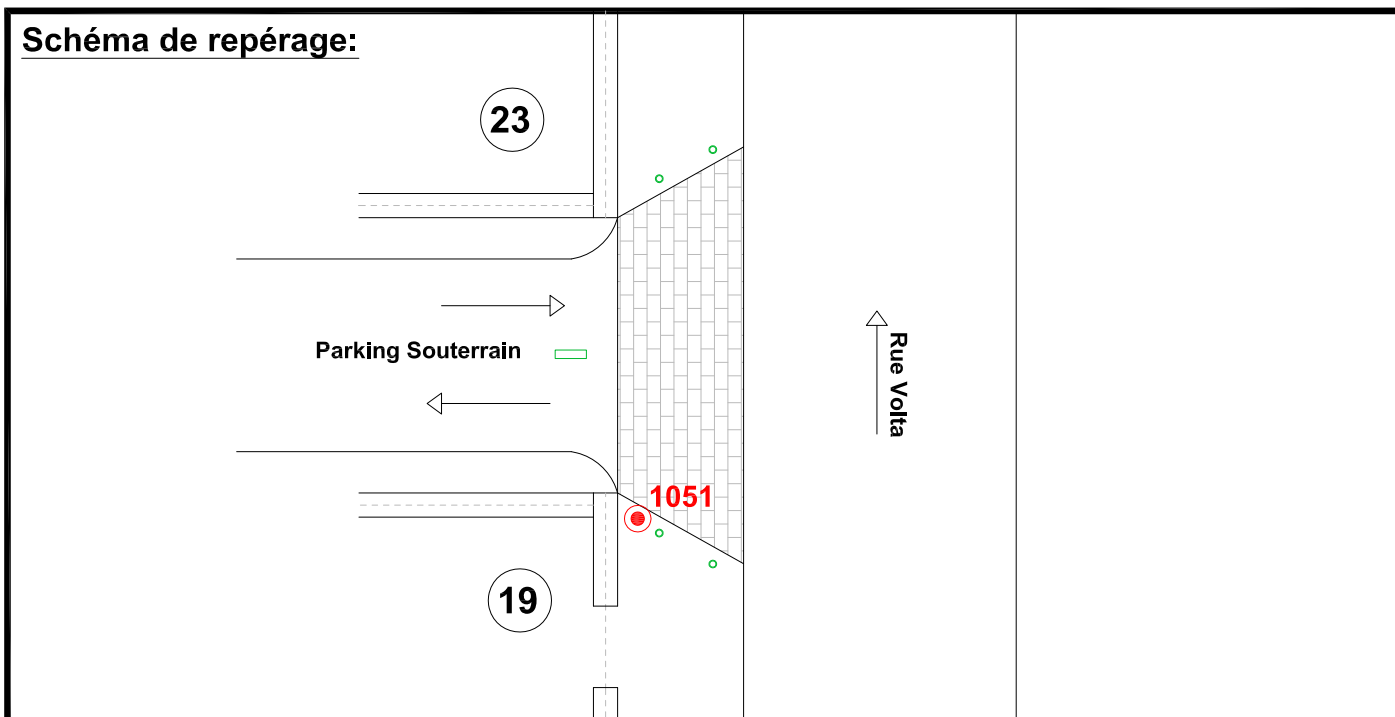 Schéma de repérage:
23
Parking Souterrain
Rue Volta
1051
19